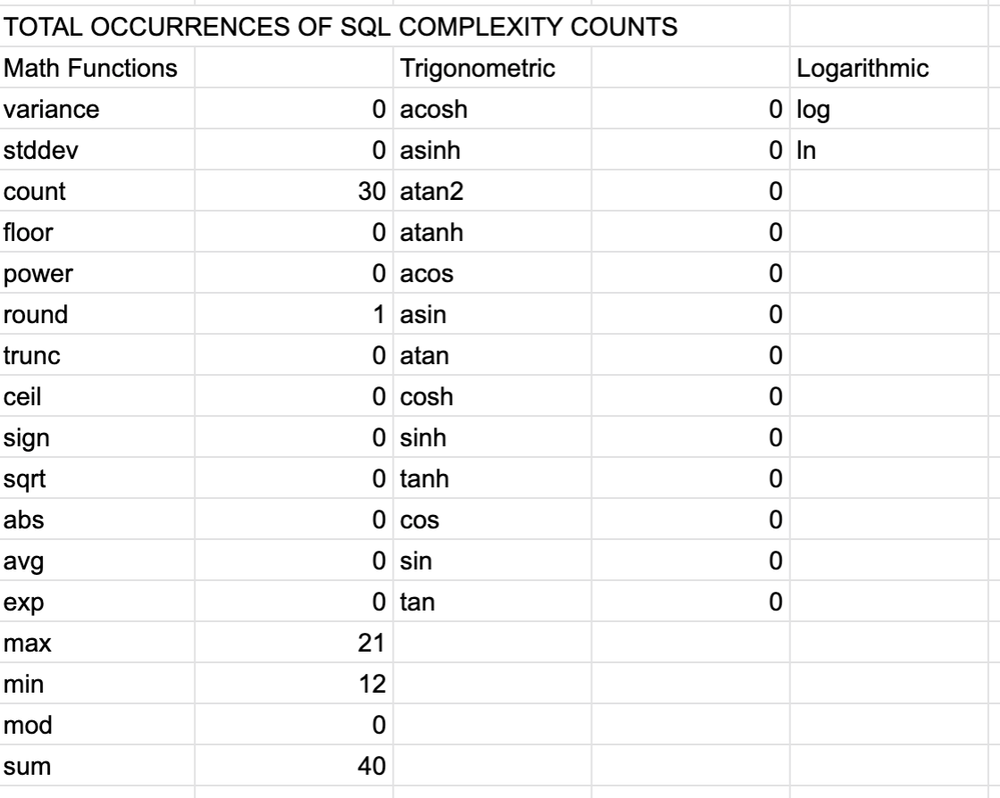 TOTAL OCCURRENCES OF SQL COMPLEXITY COUNTS
Math Functions Trigonometric Logarithmic
variance 0 acosh 0 log
stddev 0 asinh 0 ln
count 30 atan2 0
floor 0 atanh 0
power 0 acos 0
round 1 asin 0
trunc 0 atan 0
ceil 0 cosh 0
sign 0 sinh 0
sqrt 0 tanh 0
abs 0 cos 0
avg 0 sin 0
exp 0 tan 0
max 21
min 12
mod 0
sum 40